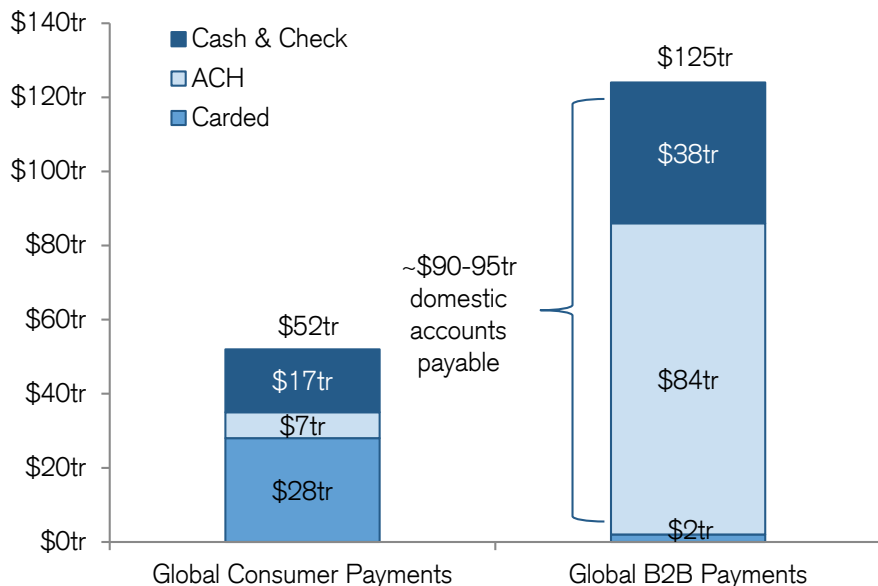 $140tr
$120tr
$100tr
$80tr
$60tr
$40tr
$20tr
$0tr
Cash & Check
ACH
Carded
$52tr
$17tr
$7tr
$28tr
~$90-95tr
domestic
accounts
payable
$125tr
$38tr
$84tr
$2tr
Global Consumer Payments
Global B2B Payments